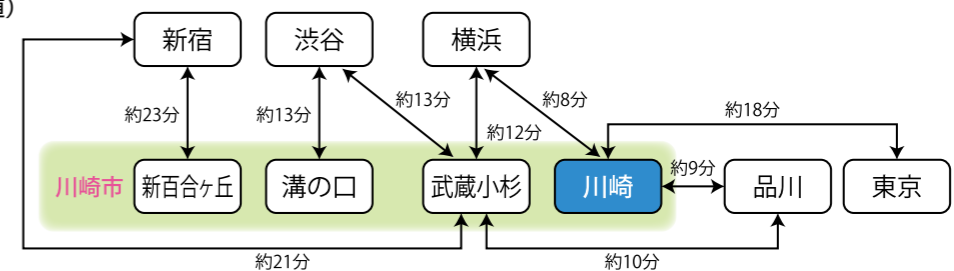 新宿
渋谷
横浜
約23分
約13分
約13分
約12分
約8分
約18分
川崎市
新百合ヶ丘
溝の口
武蔵小杉
川崎
約9分
品川
東京
約21分
約10分